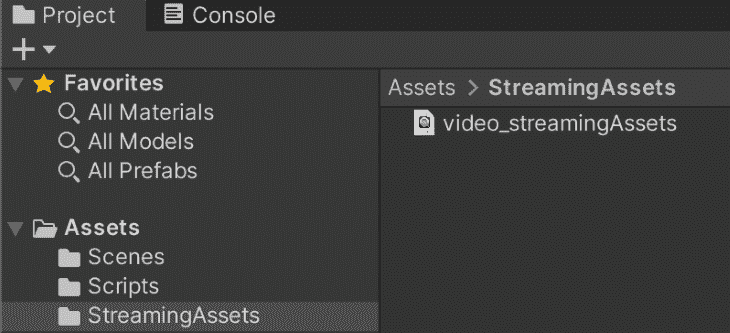 Project
Console
Favorites
All Materials
All Models
All Prefabs
Assets
Scenes
Scripts
StreamingAssets
Assets > StreamingAssets
video_streamingAssets